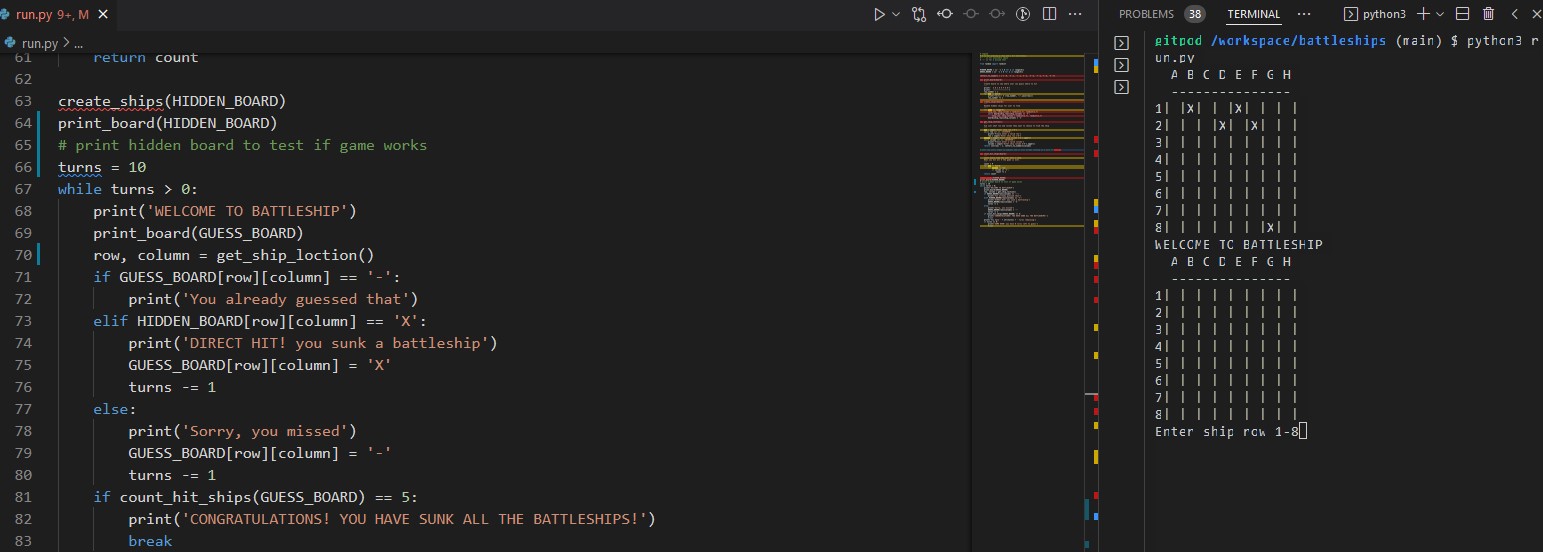 run.py 9+, M
run.py > ...
61 return count
62
63 create_ships(HIDDEN_BOARD)
64 print_board(HIDDEN_BOARD)
65 # print hidden board to test if game works
66 turns = 10
67 while turns > 0:
68 print('WELCOME TO BATTLESHIP')
69 print_board(GUESS_BOARD)
70 row, column = get_ship_loction()
71 if GUESS_BOARD[row][column] == '-':
72 print('You already guessed that')
73 elif HIDDEN_BOARD[row][column] == 'X':
74 print('DIRECT HIT! you sunk a battleship')
75 GUESS_BOARD[row][column] = 'X'
76 turns -= 1
77 else:
78 print('Sorry, you missed')
79 GUESS_BOARD[row][column] = '-'
80 turns -= 1
81 if count_hit_ships(GUESS_BOARD) == 5:
82 print('CONGRATULATIONS! YOU HAVE SUNK ALL THE BATTLESHIPS!')
83 break
PROBLEMS 38 TERMINAL ... python3
gitpod /workspace/battleships (main) $ python3 r
un.py
A B C D E F G H
---------------
1| |X| | |X| | | |
2| | | |X| |X| | |
3| | | | | | | | |
4| | | | | | | | |
5| | | | | | | | |
6| | | | | | | | |
7| | | | | | | | |
8| | | | | | |X| |
WELCOME TO BATTLESHIP
A B C D E F G H
---------------
1| | | | | | | | |
2| | | | | | | | |
3| | | | | | | | |
4| | | | | | | | |
5| | | | | | | | |
6| | | | | | | | |
7| | | | | | | | |
8| | | | | | | | |
Enter ship row 1-8